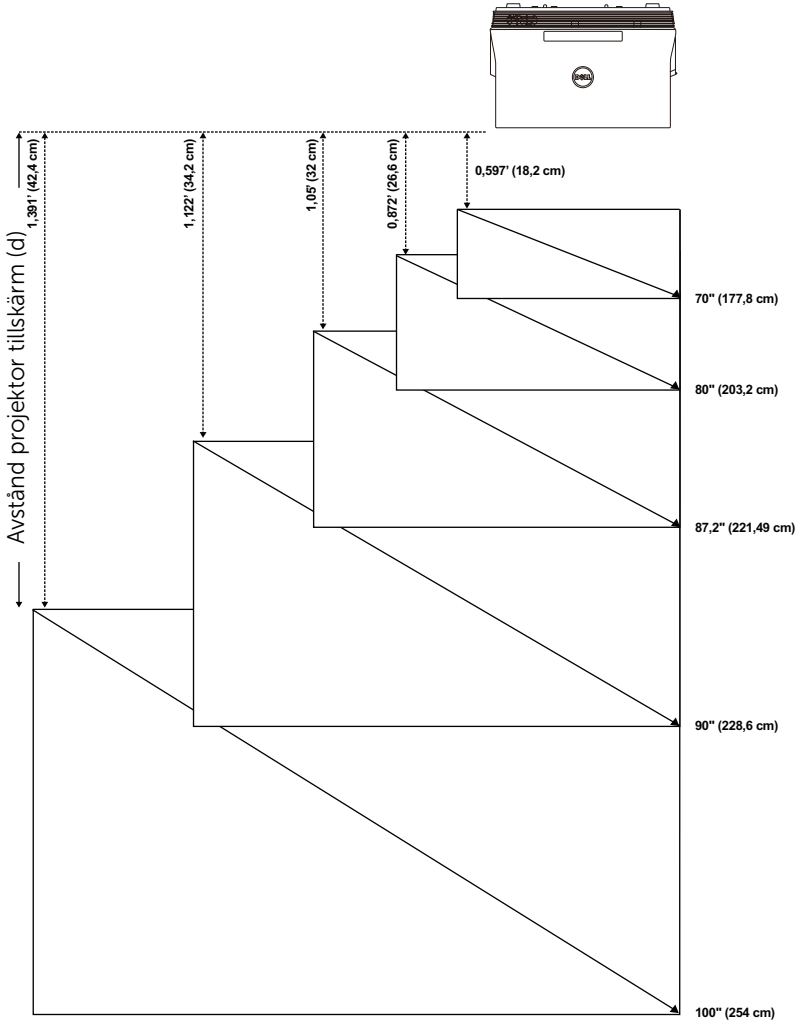 DELL
Avstånd projektor tillskärm (d)
1,391' (42,4 cm)
1,122' (34,2 cm)
1,05' (32 cm)
0,872' (26,6 cm)
0,597' (18,2 cm)
70" (177,8 cm)
80" (203,2 cm)
87,2" (221,49 cm)
90" (228,6 cm)
100" (254 cm)